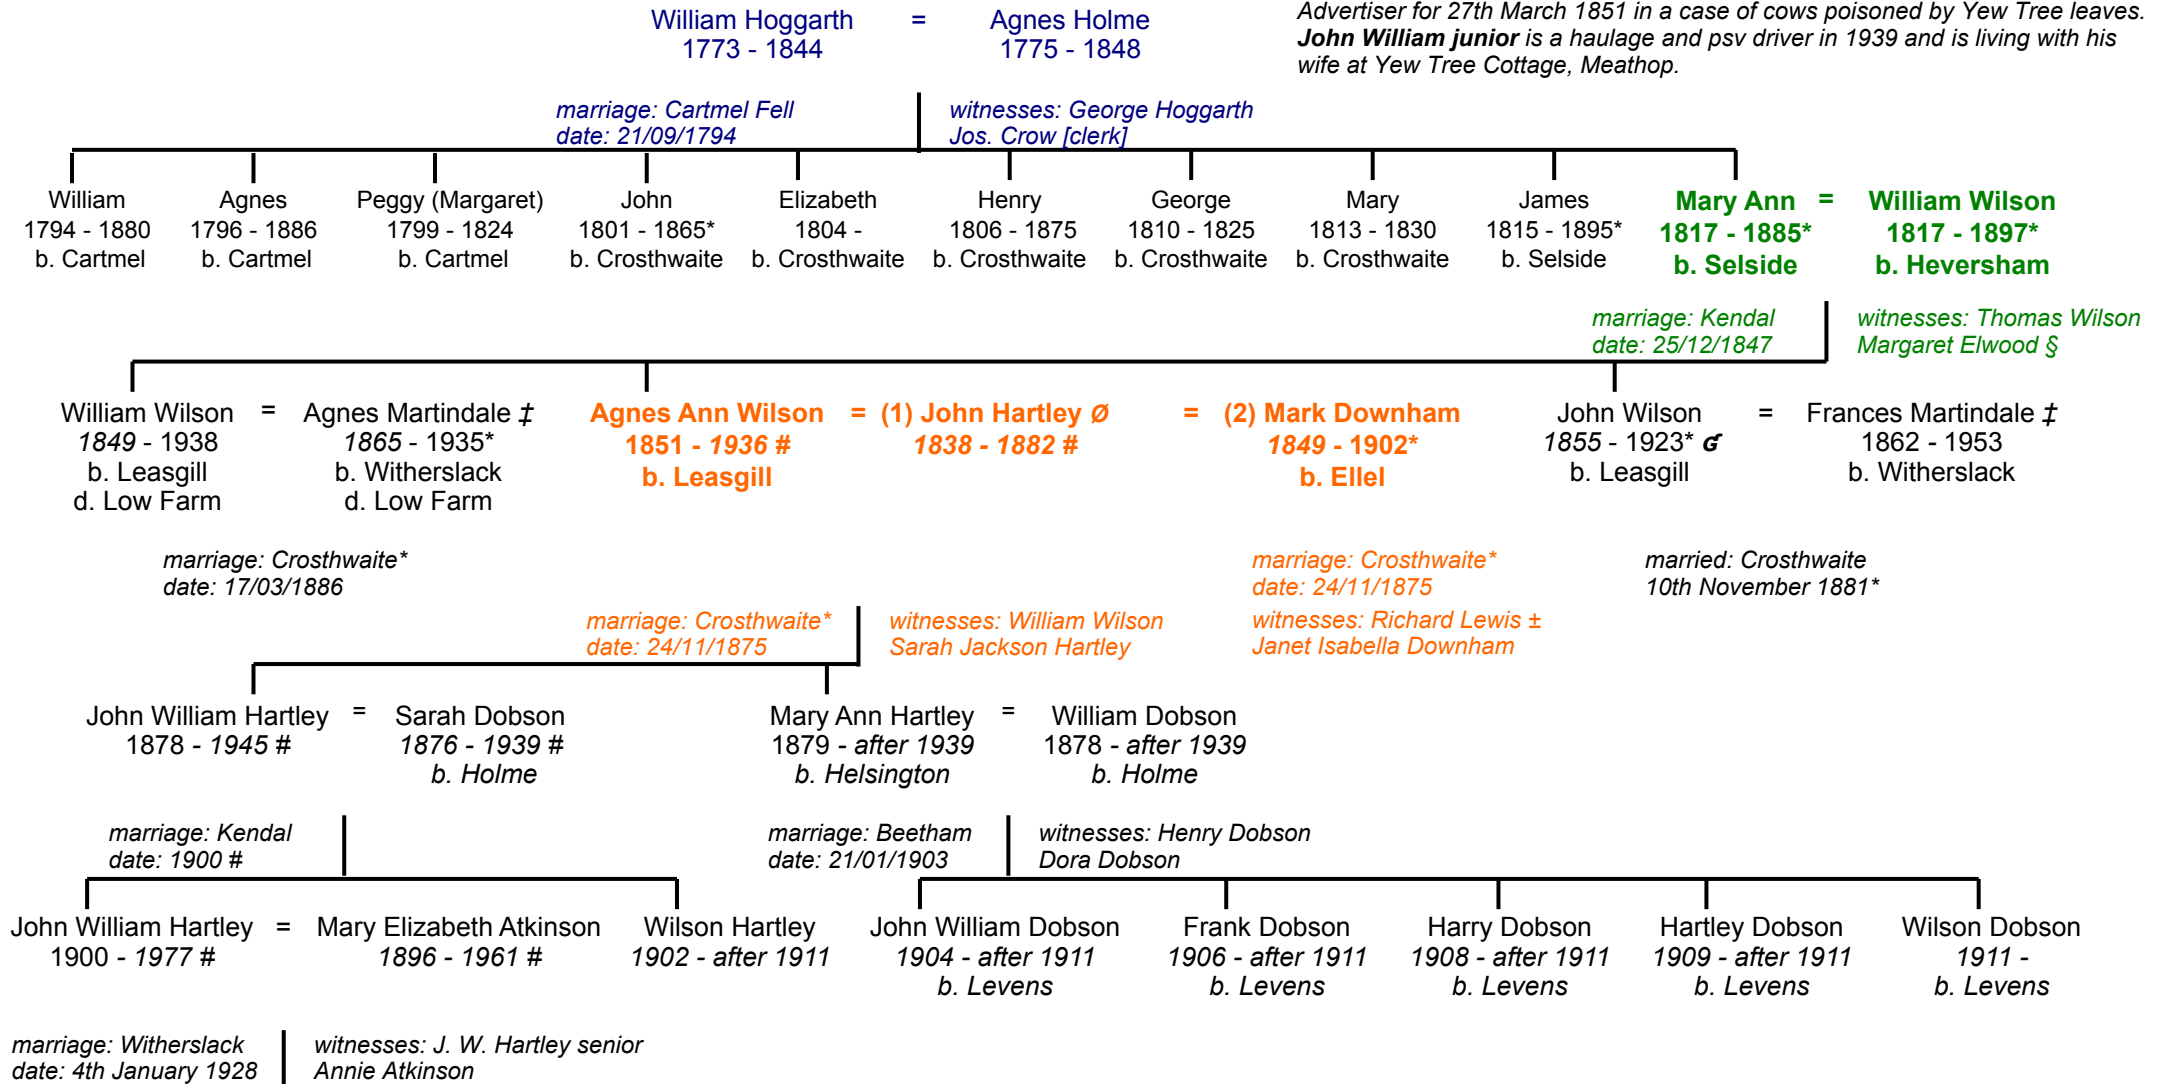 William Hoggarth = Agnes Holme
1773 - 1844 1775 - 1848
Advertiser for 27th March 1851 in a case of cows poisoned by Yew Tree leaves.
John William junior is a haulage and psv driver in 1939 and is living with his
wife at Yew Tree Cottage, Meathop.
marriage: Cartmel Fell
date: 21/09/1794
witnesses: George Hoggarth
Jos. Crow [clerk]
William
1794 - 1880
b. Cartmel
Agnes
1796 - 1886
b. Cartmel
Peggy (Margaret)
1799 - 1824
b. Cartmel
John
1801 - 1865*
b. Crosthwaite
Elizabeth
1804 -
b. Crosthwaite
Henry
1806 - 1875
b. Crosthwaite
George
1810 - 1825
b. Crosthwaite
Mary
1813 - 1830
b. Crosthwaite
James
1815 - 1895*
b. Selside
Mary Ann = William Wilson
1817 - 1885* 1817 - 1897*
b. Selside b. Heversham
marriage: Kendal
date: 25/12/1847
witnesses: Thomas Wilson
Margaret Elwood §
William Wilson = Agnes Martindale ‡
1849 - 1938 1865 - 1935*
b. Leasgill b. Witherslack
d. Low Farm d. Low Farm
Agnes Ann Wilson = (1) John Hartley Ø = (2) Mark Downham
1851 - 1936 # 1838 - 1882 # 1849 - 1902*
b. Leasgill b. Ellel
John Wilson = Frances Martindale ‡
1855 - 1923* 1862 - 1953
b. Leasgill b. Witherslack
marriage: Crosthwaite*
date: 17/03/1886
marriage: Crosthwaite*
date: 24/11/1875
witnesses: Richard Lewis ±
Janet Isabella Downham
married: Crosthwaite
10th November 1881*
marriage: Crosthwaite*
date: 24/11/1875
witnesses: William Wilson
Sarah Jackson Hartley
John William Hartley = Sarah Dobson
1878 - 1945 # 1876 - 1939 #
b. Holme
Mary Ann Hartley = William Dobson
1879 - after 1939 1878 - after 1939
b. Helsington b. Holme
marriage: Kendal
date: 1900 #
marriage: Beetham
date: 21/01/1903
witnesses: Henry Dobson
Dora Dobson
John William Hartley = Mary Elizabeth Atkinson
1900 - 1977 # 1896 - 1961 #
Wilson Hartley
1902 - after 1911
John William Dobson
1904 - after 1911
b. Levens
Frank Dobson
1906 - after 1911
b. Levens
Harry Dobson
1908 - after 1911
b. Levens
Hartley Dobson
1909 - after 1911
b. Levens
Wilson Dobson
1911 -
b. Levens
marriage: Witherslack
date: 4th January 1928
witnesses: J. W. Hartley senior
Annie Atkinson